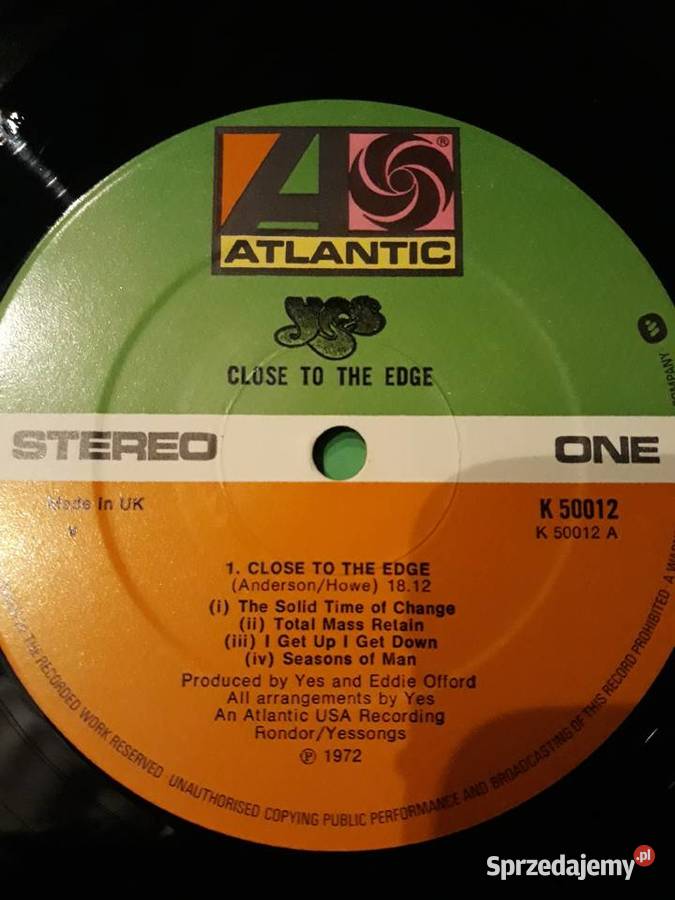 ATLANTIC
®
yes
CLOSE TO THE EDGE
STEREO
ONE
Made in UK
K 50012
K 50012 A
1. CLOSE TO THE EDGE
(Anderson/Howe) 18.12
(i) The Solid Time of Change
(ii) Total Mass Retain
(iii) I Get Up I Get Down
(iv) Seasons of Man
Produced by Yes and Eddie Offord
All arrangements by Yes
An Atlantic USA Recording
Rondor/Yessongs
℗ 1972
THE RECORDED WORK RESERVED UNAUTHORISED COPYING PUBLIC PERFORMANCE AND BROADCASTING OF THIS RECORD PROHIBITED · A
Sprzedajemy.pl